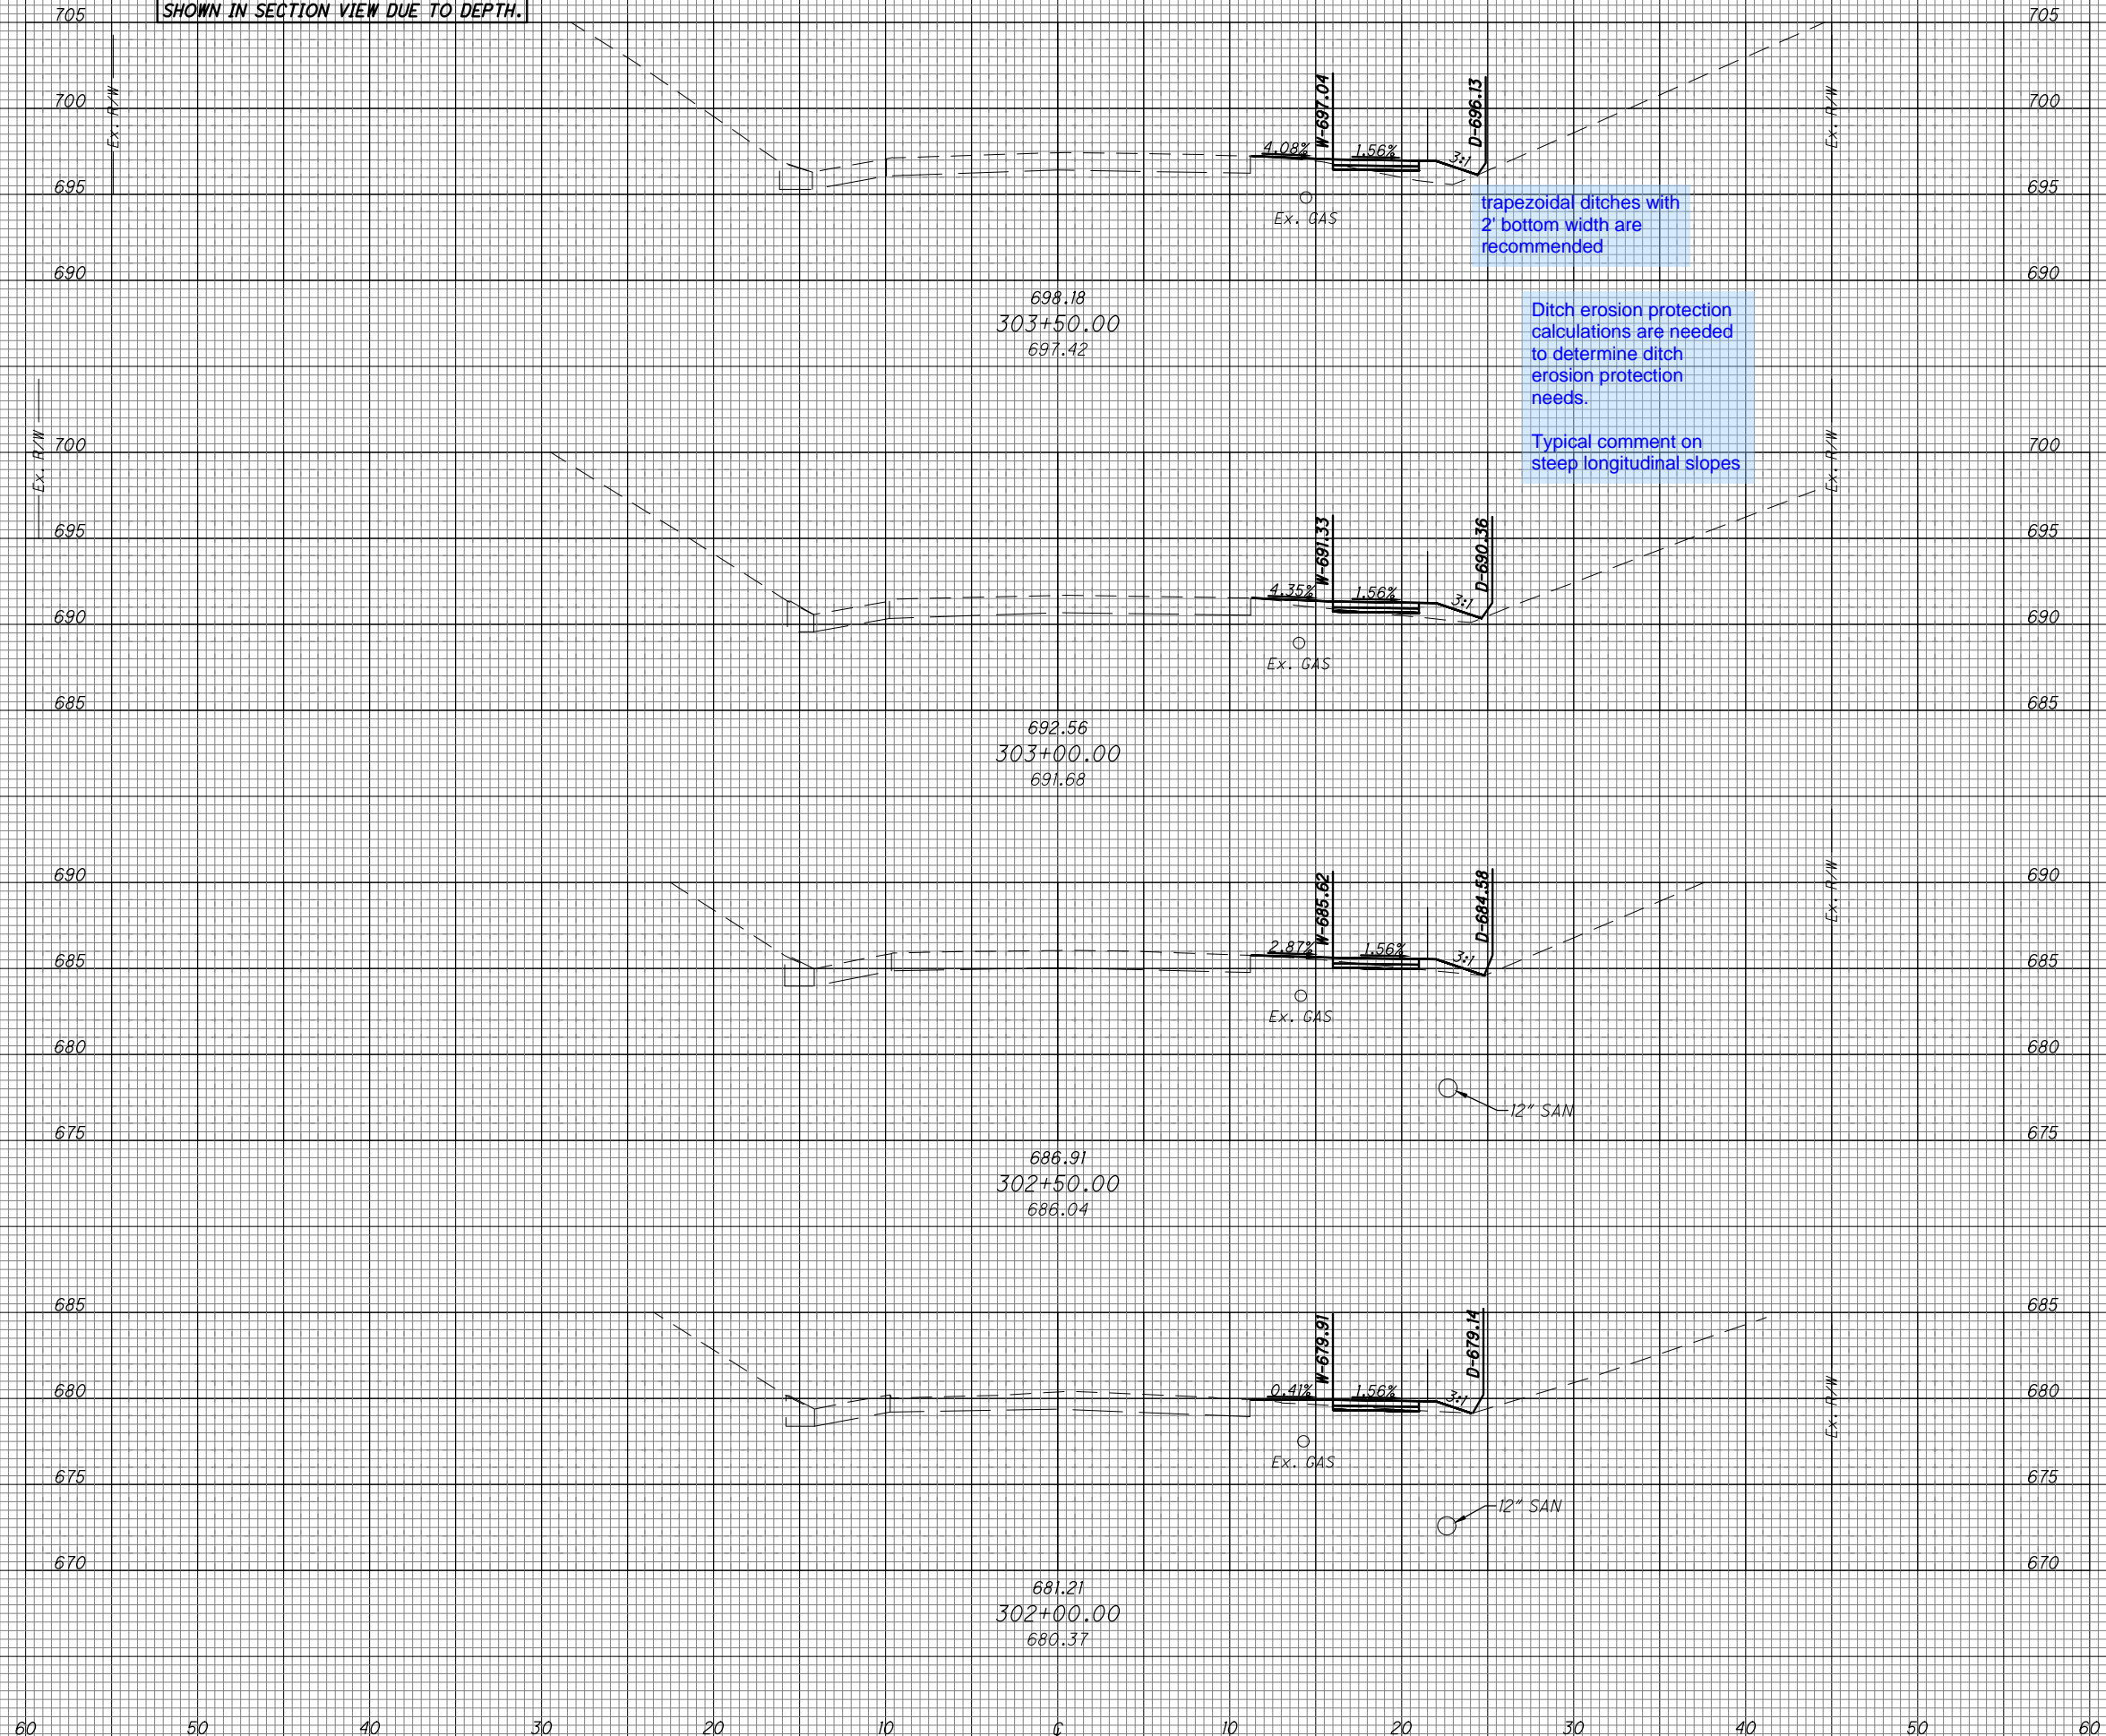 SHOWN IN SECTION VIEW DUE TO DEPTH.
705
705
Ex. R/W
700
W-697.04
D-696.13
Ex. R/W
700
4.08%
1.56%
3:1
695
695
Ex. GAS
trapezoidal ditches with
2' bottom width are
recommended
690
690
698.18
303+50.00
697.42
Ditch erosion protection
calculations are needed
to determine ditch
erosion protection
needs.
Typical comment on
steep longitudinal slopes
Ex. R/W
700
Ex. R/W
700
695
W-691.33
D-690.36
695
4.35%
1.56%
3:1
690
690
Ex. GAS
685
685
692.56
303+00.00
691.68
690
W-685.62
D-684.58
Ex. R/W
690
2.87%
1.56%
3:1
685
685
Ex. GAS
680
680
12" SAN
675
675
686.91
302+50.00
686.04
685
685
W-679.91
D-679.14
680
0.41%
1.56%
3:1
Ex. R/W
680
Ex. GAS
675
675
12" SAN
670
670
681.21
302+00.00
680.37
60 50 40 30 20 10 ℄ 10 20 30 40 50 60